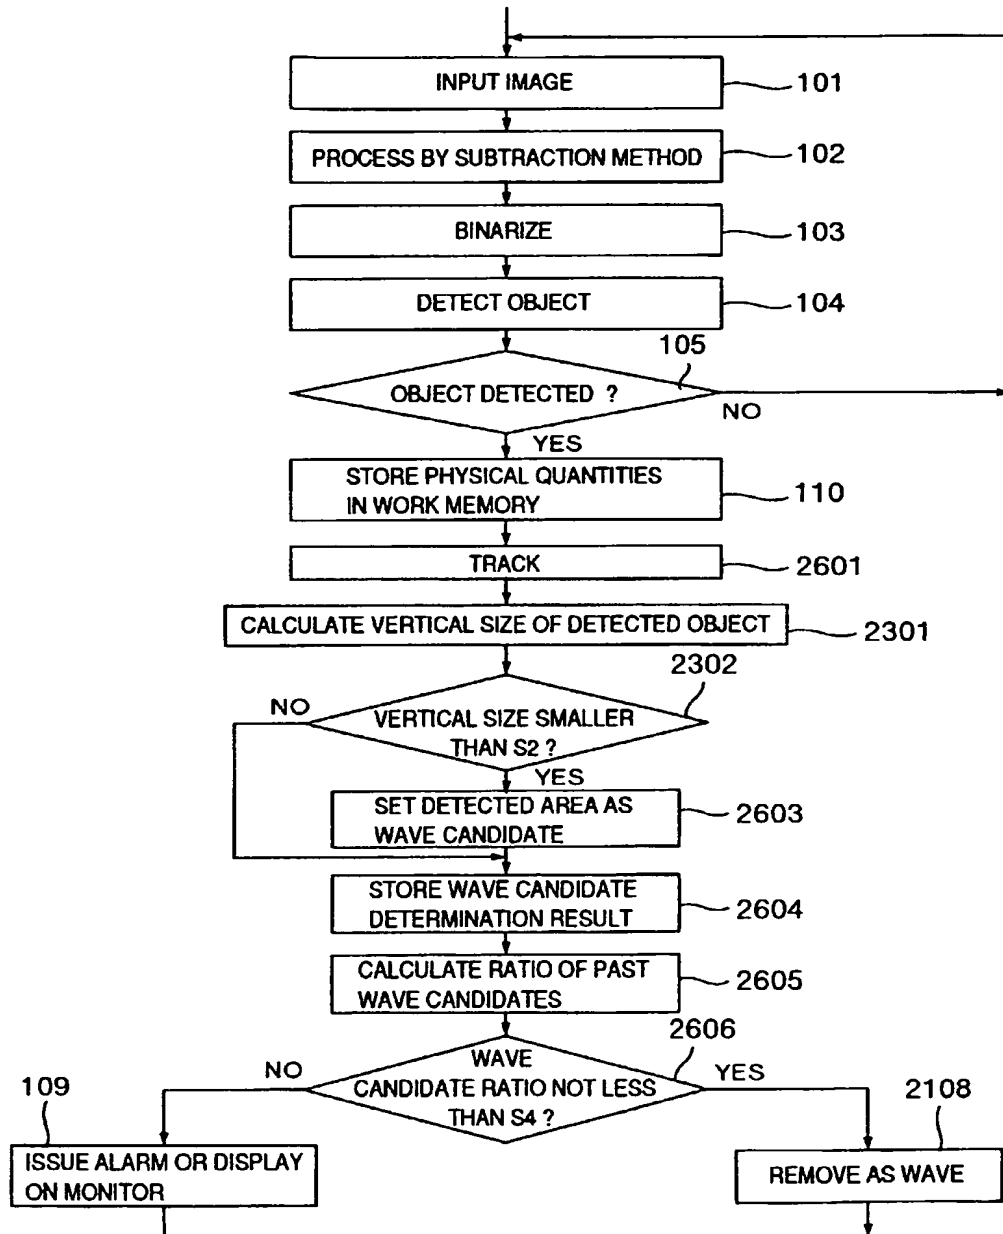 INPUT IMAGE
101
PROCESS BY SUBTRACTION METHOD
102
BINARIZE
103
DETECT OBJECT
104
105
OBJECT DETECTED ?
NO
YES
STORE PHYSICAL QUANTITIES
IN WORK MEMORY
110
TRACK
2601
CALCULATE VERTICAL SIZE OF DETECTED OBJECT
2301
2302
NO
VERTICAL SIZE SMALLER
THAN S2 ?
YES
SET DETECTED AREA AS
WAVE CANDIDATE
2603
STORE WAVE CANDIDATE
DETERMINATION RESULT
2604
CALCULATE RATIO OF PAST
WAVE CANDIDATES
2605
2606
WAVE
CANDIDATE RATIO NOT LESS
THAN S4 ?
NO
YES
109
ISSUE ALARM OR DISPLAY
ON MONITOR
2108
REMOVE AS WAVE